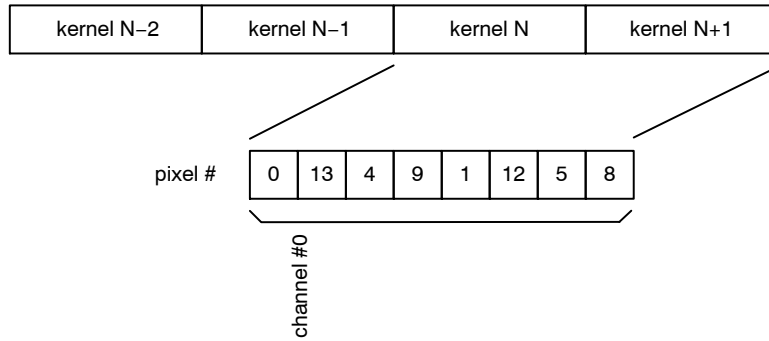 kernel N−2 kernel N−1 kernel N kernel N+1
pixel # 0 13 4 9 1 12 5 8
channel #0